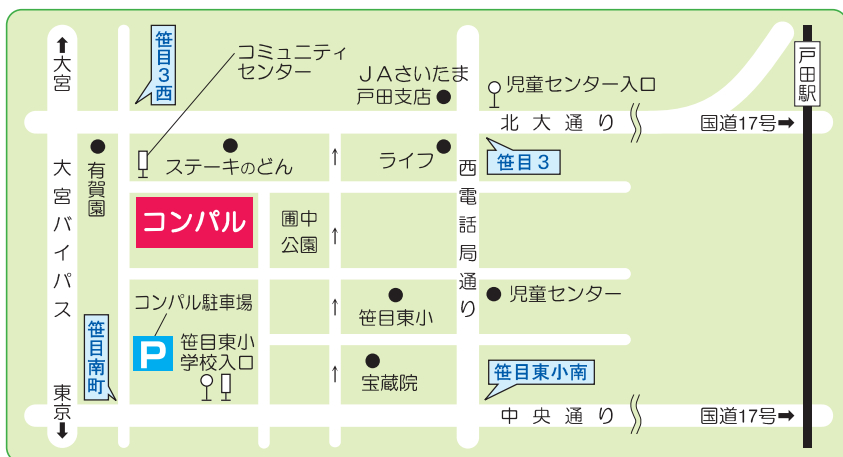 大宮
笹目3西
コミュニティ
センター
JAさいたま
戸田支店
児童センター入口
戸田駅
北大通り
国道17号
大宮バイパス
有賀園
ステーキのどん
ライフ
笹目3
西電話局通り
コンパル
圃中
公園
コンパル駐車場
P
笹目東小
学校入口
笹目東小
児童センター
笹目南町
宝蔵院
笹目東小南
東京
中央通り
国道17号